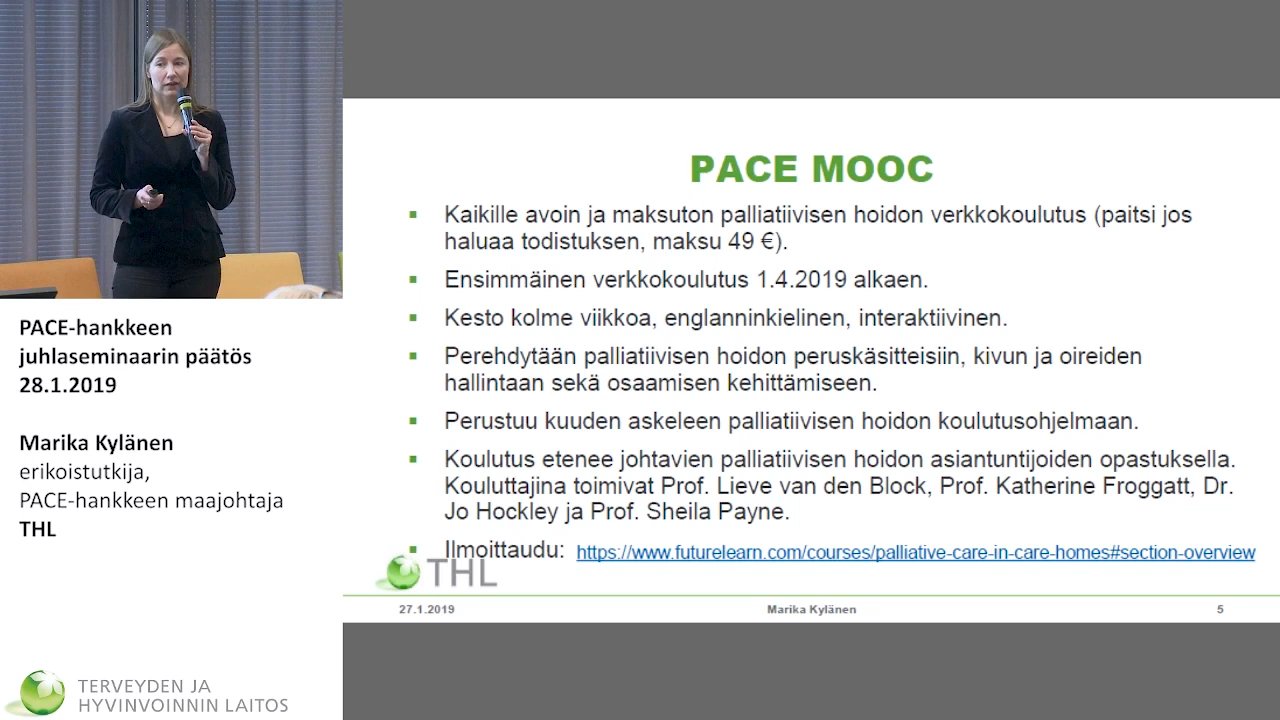 PACE-hankkeen
juhlaseminaarin päätös
28.1.2019
Marika Kylänen
erikoistutkija,
PACE-hankkeen maajohtaja
THL
TERVEYDEN JA
HYVINVOINNIN LAITOS
PACE MOOC
Kaikille avoin ja maksuton palliatiivisen hoidon verkkokoulutus (paitsi jos
haluaa todistuksen, maksu 49 €).
Ensimmäinen verkkokoulutus 1.4.2019 alkaen.
Kesto kolme viikkoa, englanninkielinen, interaktiivinen.
Perehdytään palliatiivisen hoidon peruskäsitteisiin, kivun ja oireiden
hallintaan sekä osaamisen kehittämiseen.
Perustuu kuuden askeleen palliatiivisen hoidon koulutusohjelmaan.
Koulutus etenee johtavien palliatiivisen hoidon asiantuntijoiden opastuksella.
Kouluttajina toimivat Prof. Lieve van den Block, Prof. Katherine Froggatt, Dr.
Jo Hockley ja Prof. Sheila Payne.
Ilmoittaudu: https://www.futurelearn.com/courses/palliative-care-in-care-homes#section-overview
THL
27.1.2019 Marika Kylänen 5